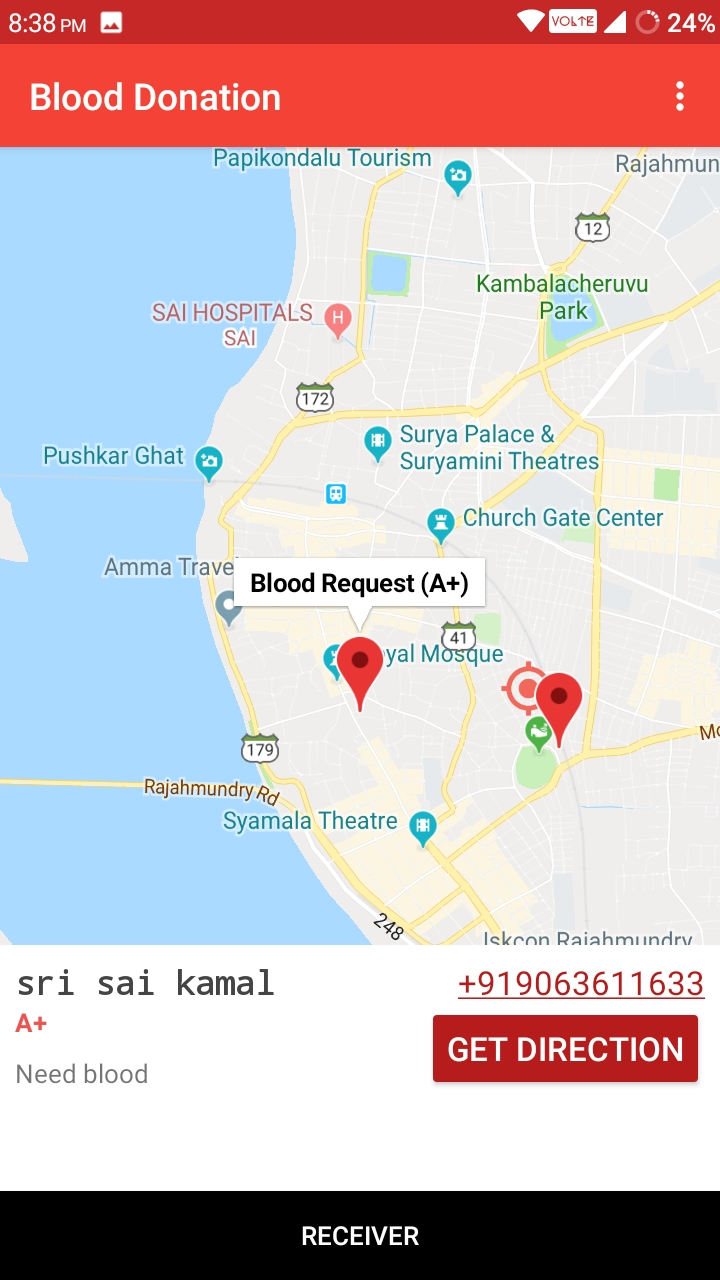 8:38 PM VOLTE 24%
Blood Donation
Papikondalu Tourism
Rajahmun
12
Kambalacheruvu
Park
SAI HOSPITALS
SAI
H
172
Surya Palace &
Suryamini Theatres
Pushkar Ghat
Church Gate Center
Amma Trave
Blood Request (A+)
41
yal Mosque
179
Mo
Rajahmundry Rd
Syamala Theatre
248
Iskcon Rajahmundry
sri sai kamal
+919063611633
A+
GET DIRECTION
Need blood
RECEIVER